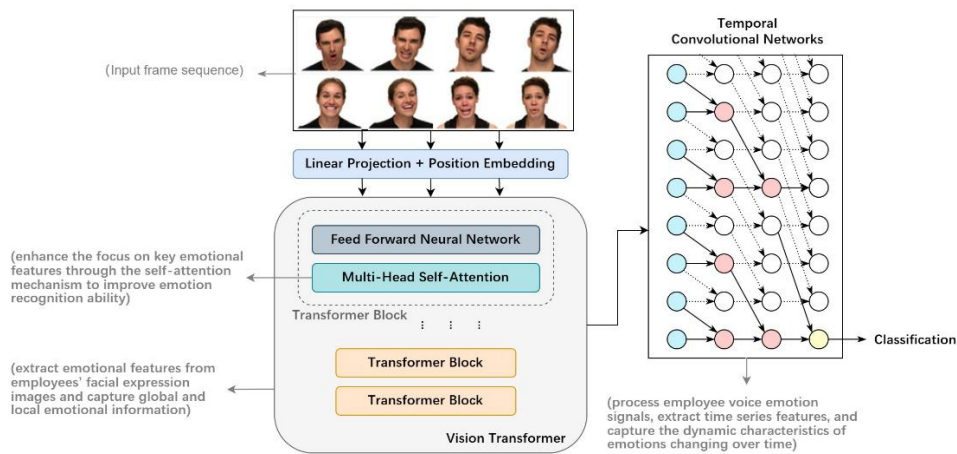 Temporal
Convolutional Networks
(Input frame sequence)
Linear Projection + Position Embedding
Feed Forward Neural Network
(enhance the focus on key emotional
features through the self-attention
mechanism to improve emotion
recognition ability)
Multi-Head Self-Attention
Transformer Block
Classification
Transformer Block
(extract emotional features from
employees' facial expression
images and capture global and
local emotional information)
Transformer Block
Vision Transformer
(process employee voice emotion
signals, extract time series features, and
capture the dynamic characteristics of
emotions changing over time)